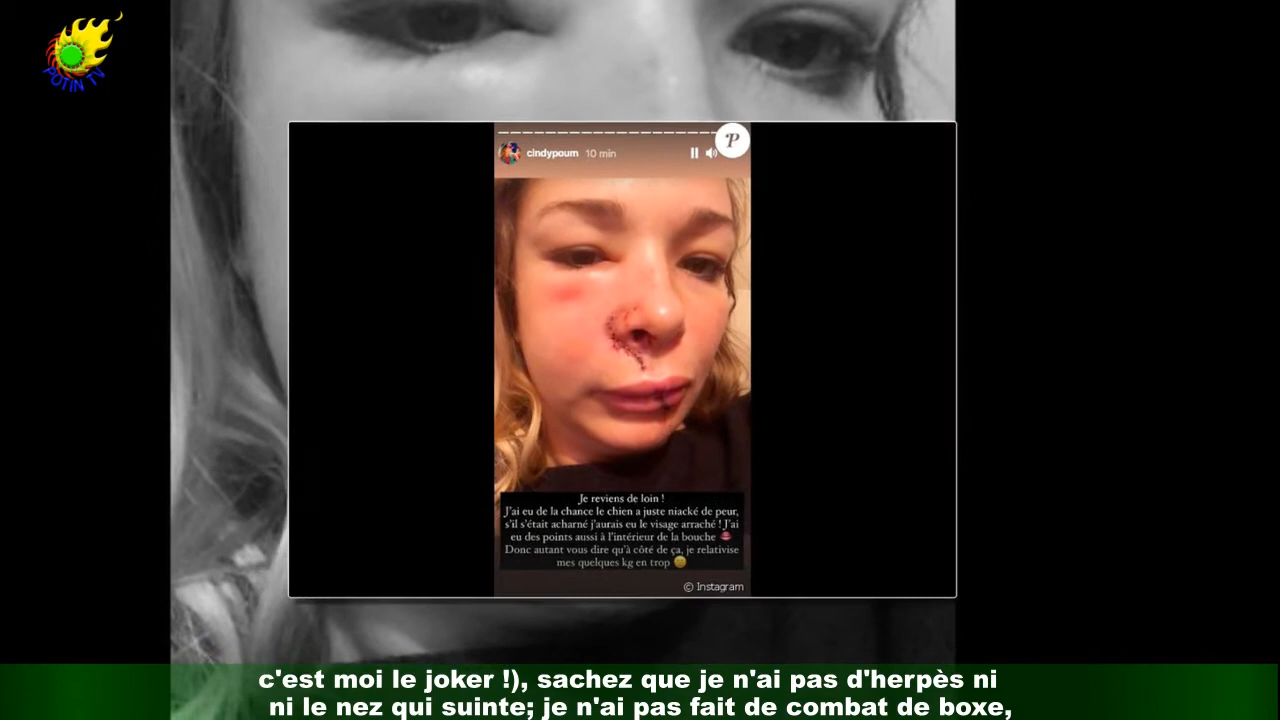 POTIN TV
P
cindypoum 10 min
Je reviens de loin !
J'ai eu de la chance le chien a juste niacké de peur,
s'il s'était acharné j'aurais eu le visage arraché ! J'ai
eu des points aussi à l'intérieur de la bouche 👄
Donc autant vous dire qu'à côté de ça, je relativise
mes quelques kg en trop
© Instagram
c'est moi le joker !), sachez que je n'ai pas d'herpès ni
ni le nez qui suinte; je n'ai pas fait de combat de boxe,